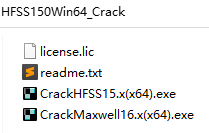 HFSS150Win64_Crack
license.lic
readme.txt
CrackHFSS15.x(x64).exe
CrackMaxwell16.x(x64).exe